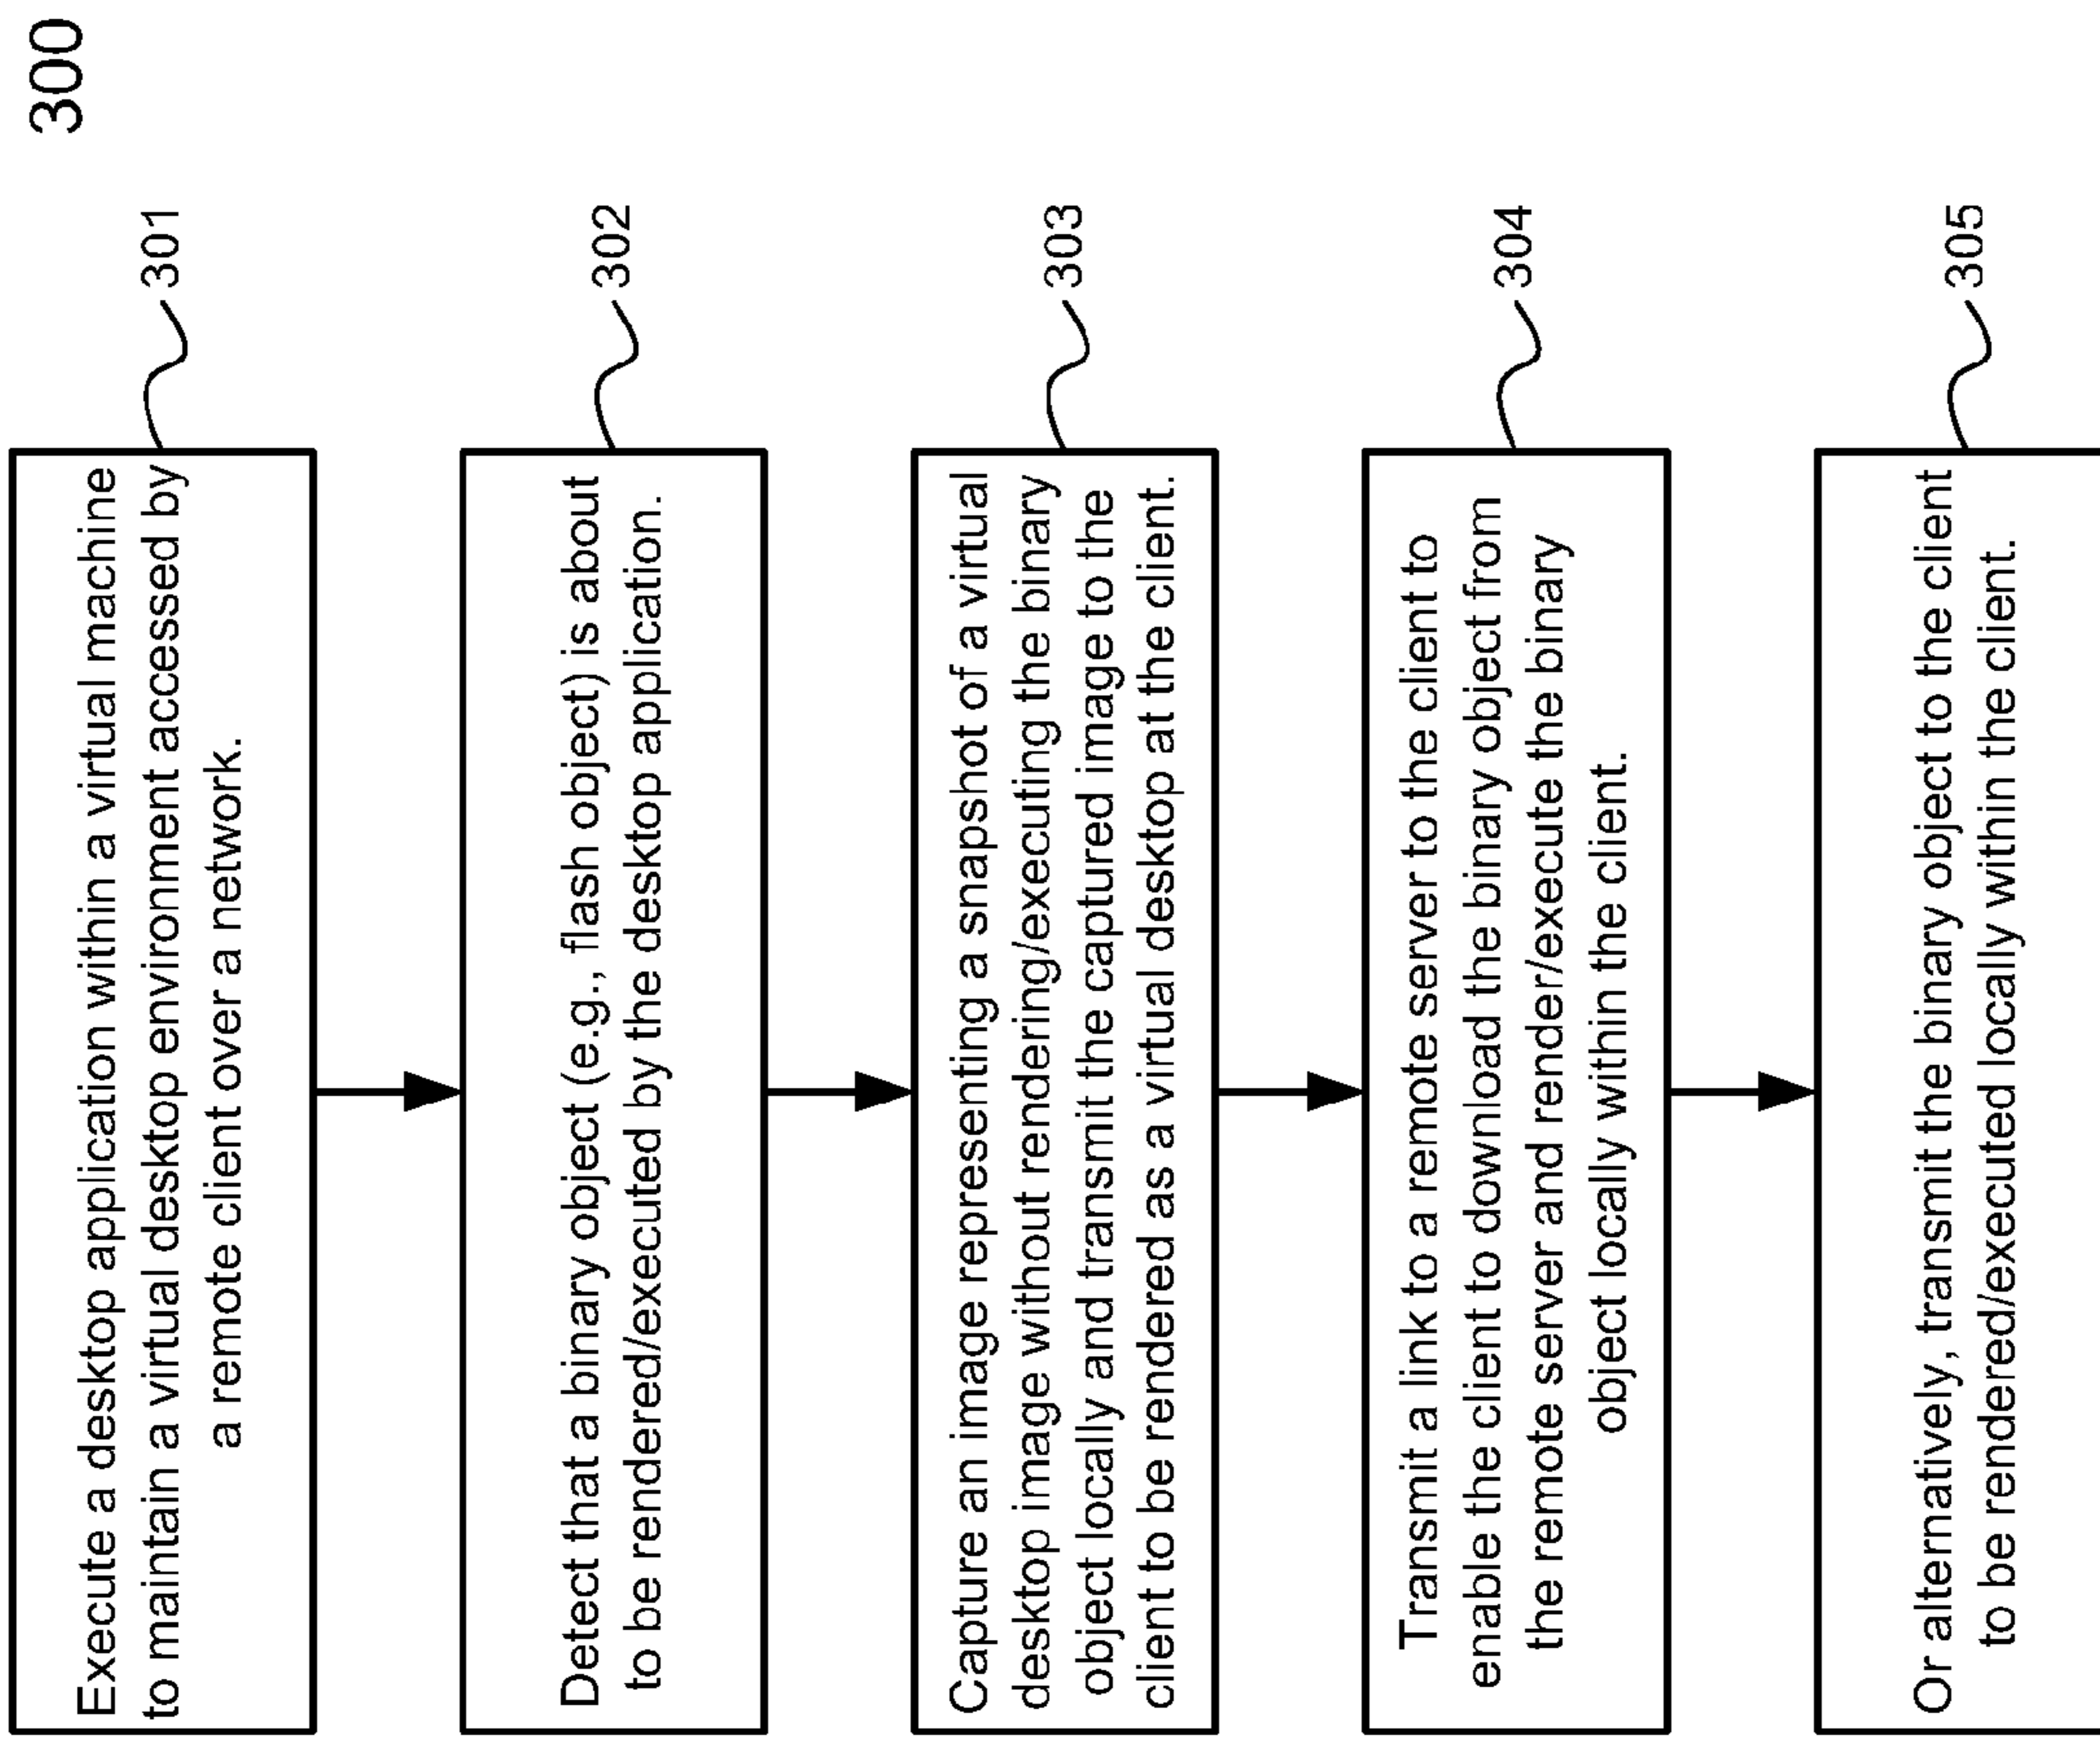 300
Execute a desktop application within a virtual machine
to maintain a virtual desktop environment accessed by
a remote client over a network.
301
Detect that a binary object (e.g., flash object) is about
to be rendered/executed by the desktop application.
302
Capture an image representing a snapshot of a virtual
desktop image without rendering/executing the binary
object locally and transmit the captured image to the
client to be rendered as a virtual desktop at the client.
303
Transmit a link to a remote server to the client to
enable the client to download the binary object from
the remote server and render/execute the binary
object locally within the client.
304
Or alternatively, transmit the binary object to the client
to be rendered/executed locally within the client.
305